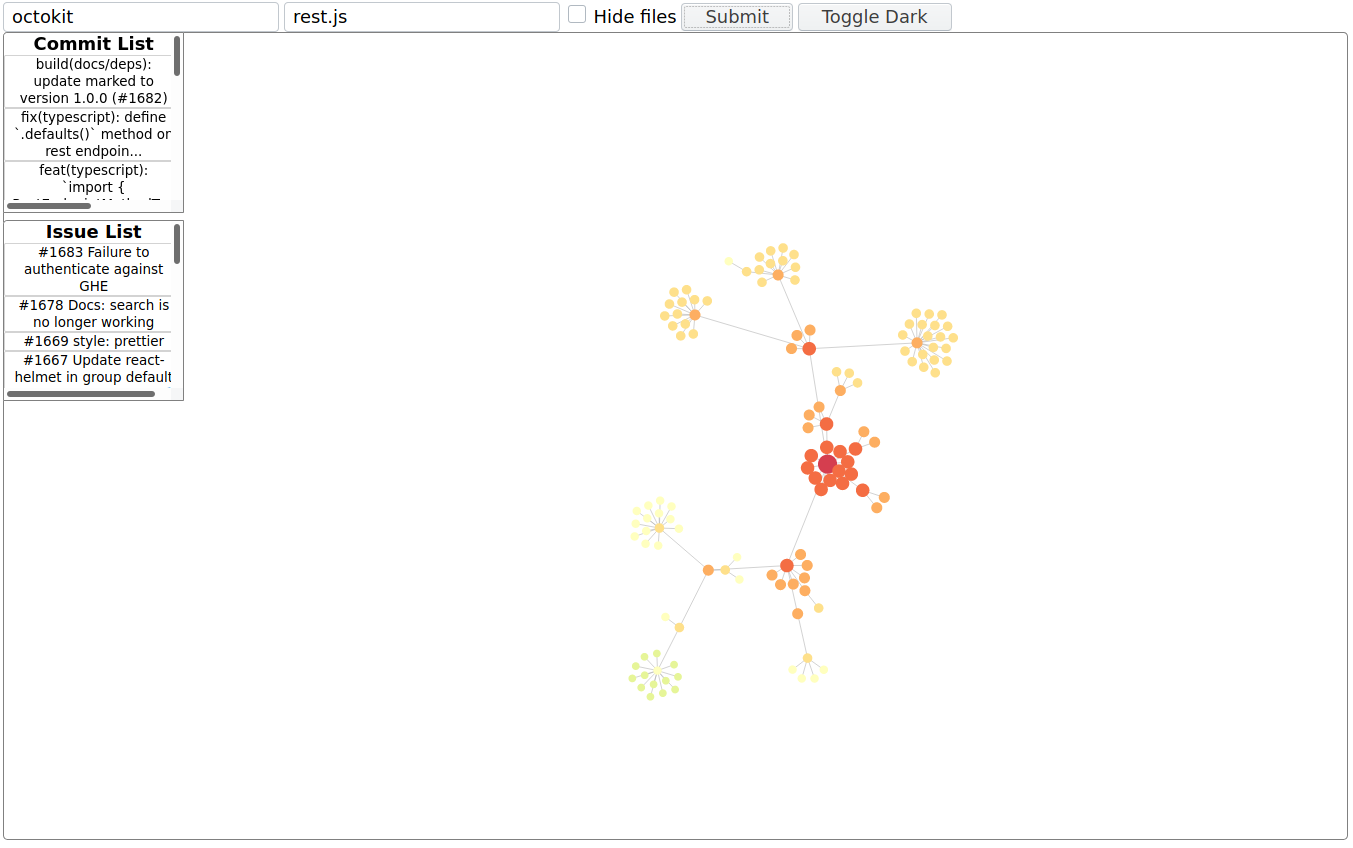 octokit
rest.js
Hide files
Submit
Toggle Dark
Commit List
build(docs/deps):
update marked to
version 1.0.0 (#1682)
fix(typescript): define
`.defaults()` method on
rest endpoin...
feat(typescript):
`import {
Issue List
#1683 Failure to
authenticate against
GHE
#1678 Docs: search is
no longer working
#1669 style: prettier
#1667 Update react-
helmet in group default